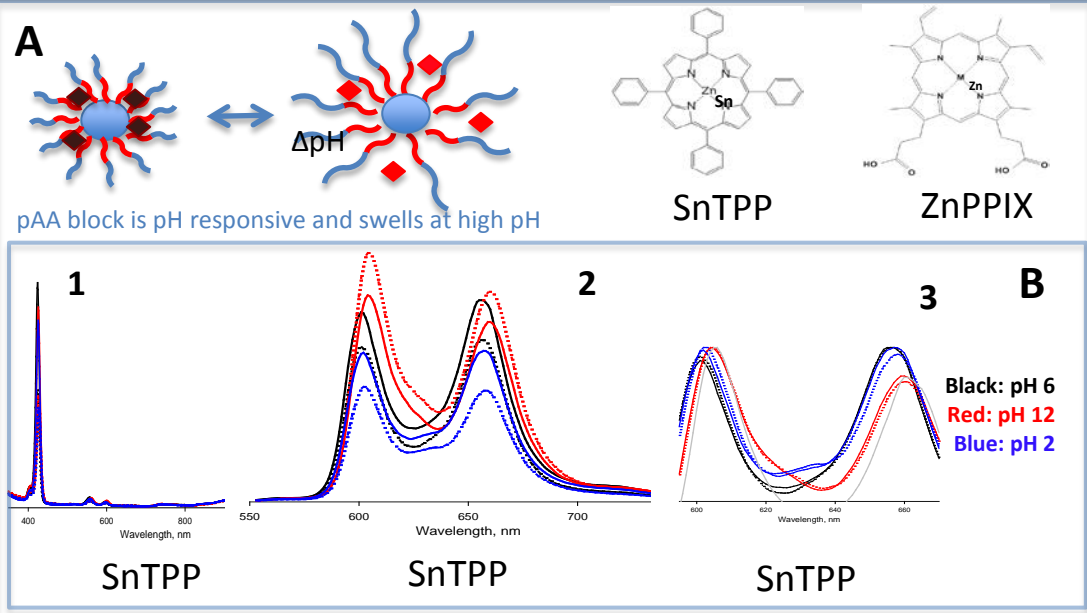 A
ΔpH
pAA block is pH responsive and swells at high pH
N
N
N
N
Zn
Sn
SnTPP
N
N
N
N
M
Zn
HO
O
HO
O
ZnPPIX
B
1
400
600
800
Wavelength, nm
SnTPP
2
550
600
650
700
Wavelength, nm
SnTPP
3
600
620
640
660
Wavelength, nm
SnTPP
Black: pH 6
Red: pH 12
Blue: pH 2